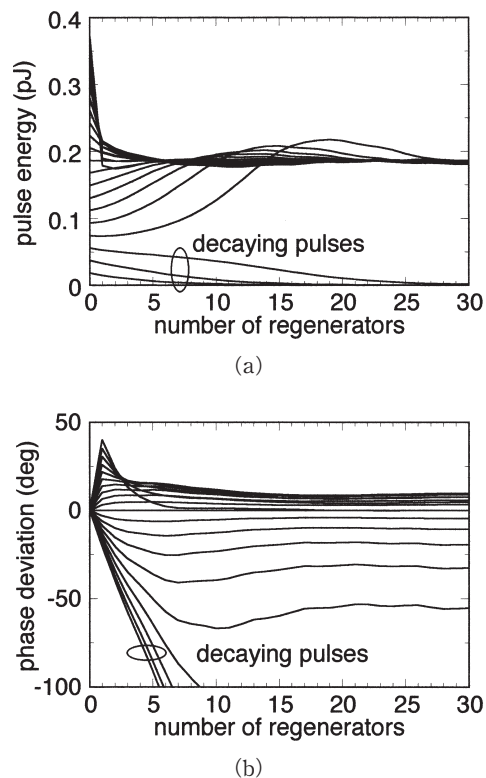 0.4
0.3
0.2
0.1
0
pulse energy (pJ)
decaying pulses
0 5 10 15 20 25 30
number of regenerators
(a)
50
0
-50
-100
phase deviation (deg)
decaying pulses
0 5 10 15 20 25 30
number of regenerators
(b)